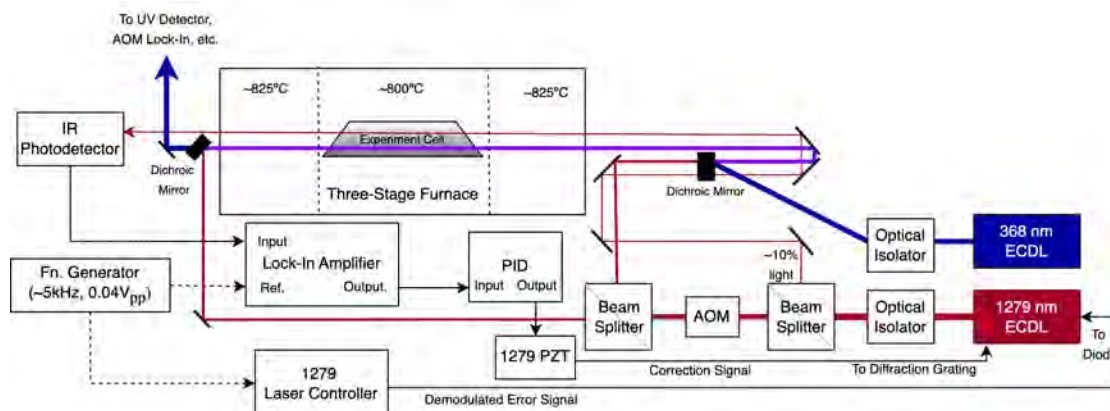 To UV Detector,
AOM Lock-In, etc.
~825°C
~800°C
~825°C
IR
Photodetector
Experiment Cell
Dichroic
Mirror
Three-Stage Furnace
Dichroic Mirror
Input
Lock-In Amplifier
Ref.
Output.
PID
Input
Output
Fn. Generator
(~5kHz, 0.04Vpp)
~10%
light
Optical
Isolator
368 nm
ECDL
Beam
Splitter
AOM
Beam
Splitter
Optical
Isolator
1279 nm
ECDL
To
Diod
1279 PZT
Correction Signal
To Diffraction Grating
1279
Laser Controller
Demodulated Error Signal